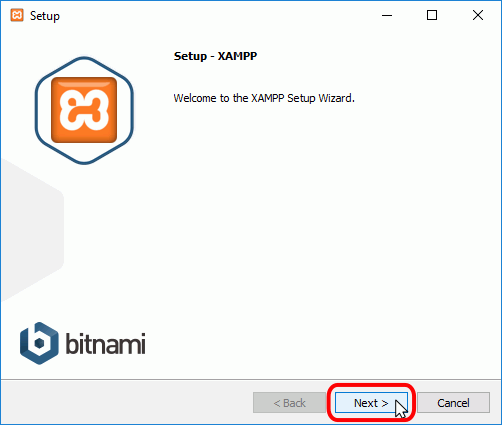 Setup
Setup - XAMPP
Welcome to the XAMPP Setup Wizard.
bitnami
< Back
Next >
Cancel